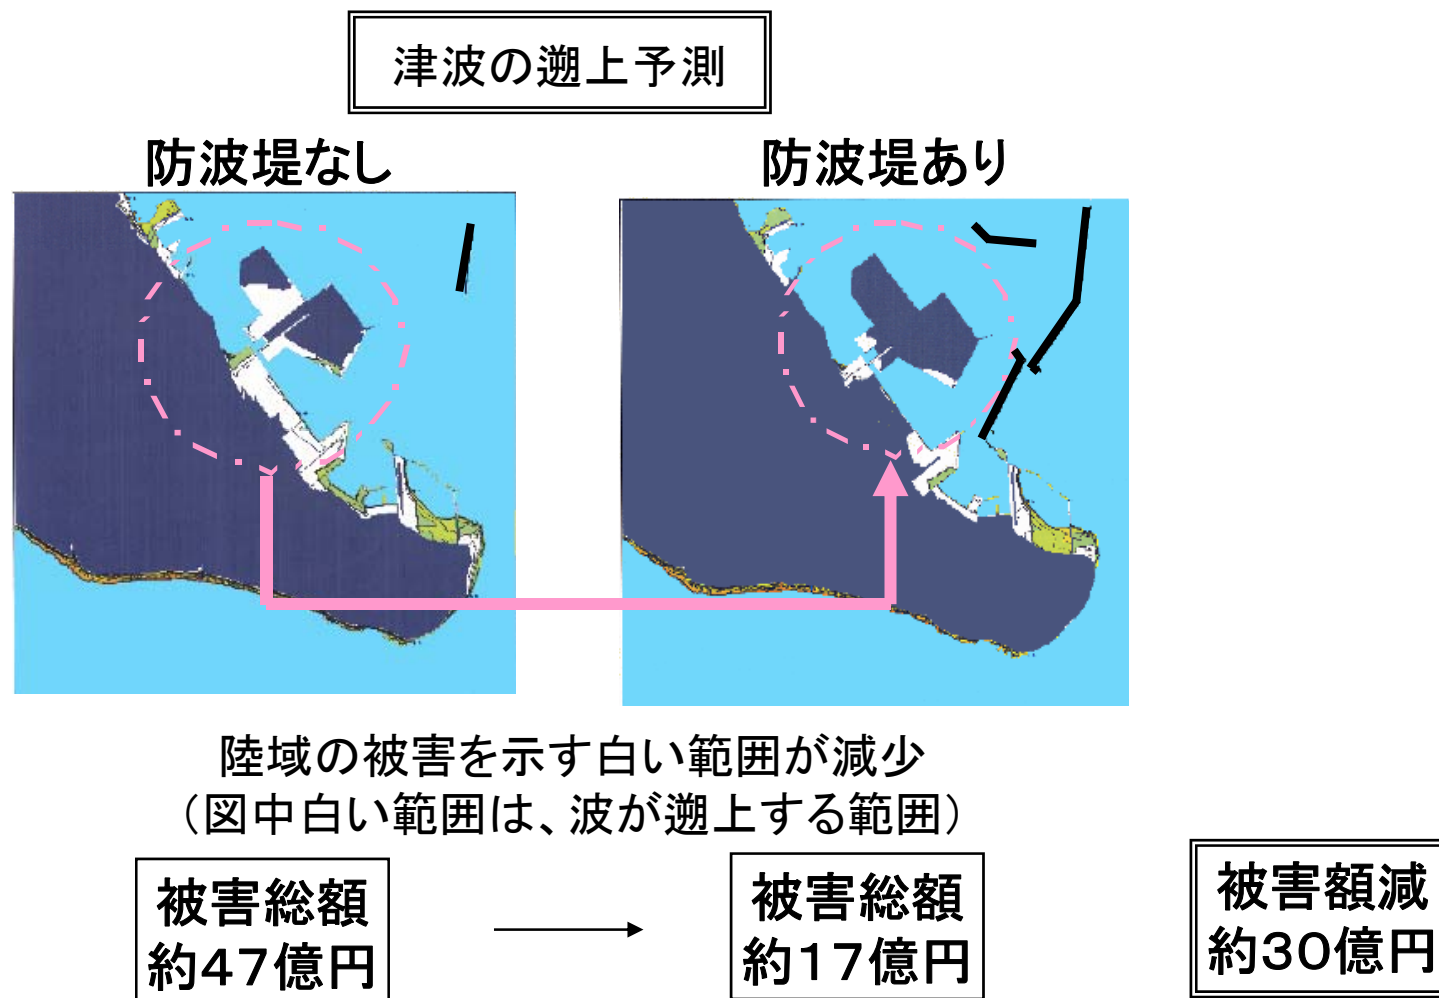 津波の遡上予測
防波堤なし
防波堤あり
陸域の被害を示す白い範囲が減少
（図中白い範囲は、波が遡上する範囲）
被害総額
約４７億円
被害総額
約１７億円
被害額減
約３０億円